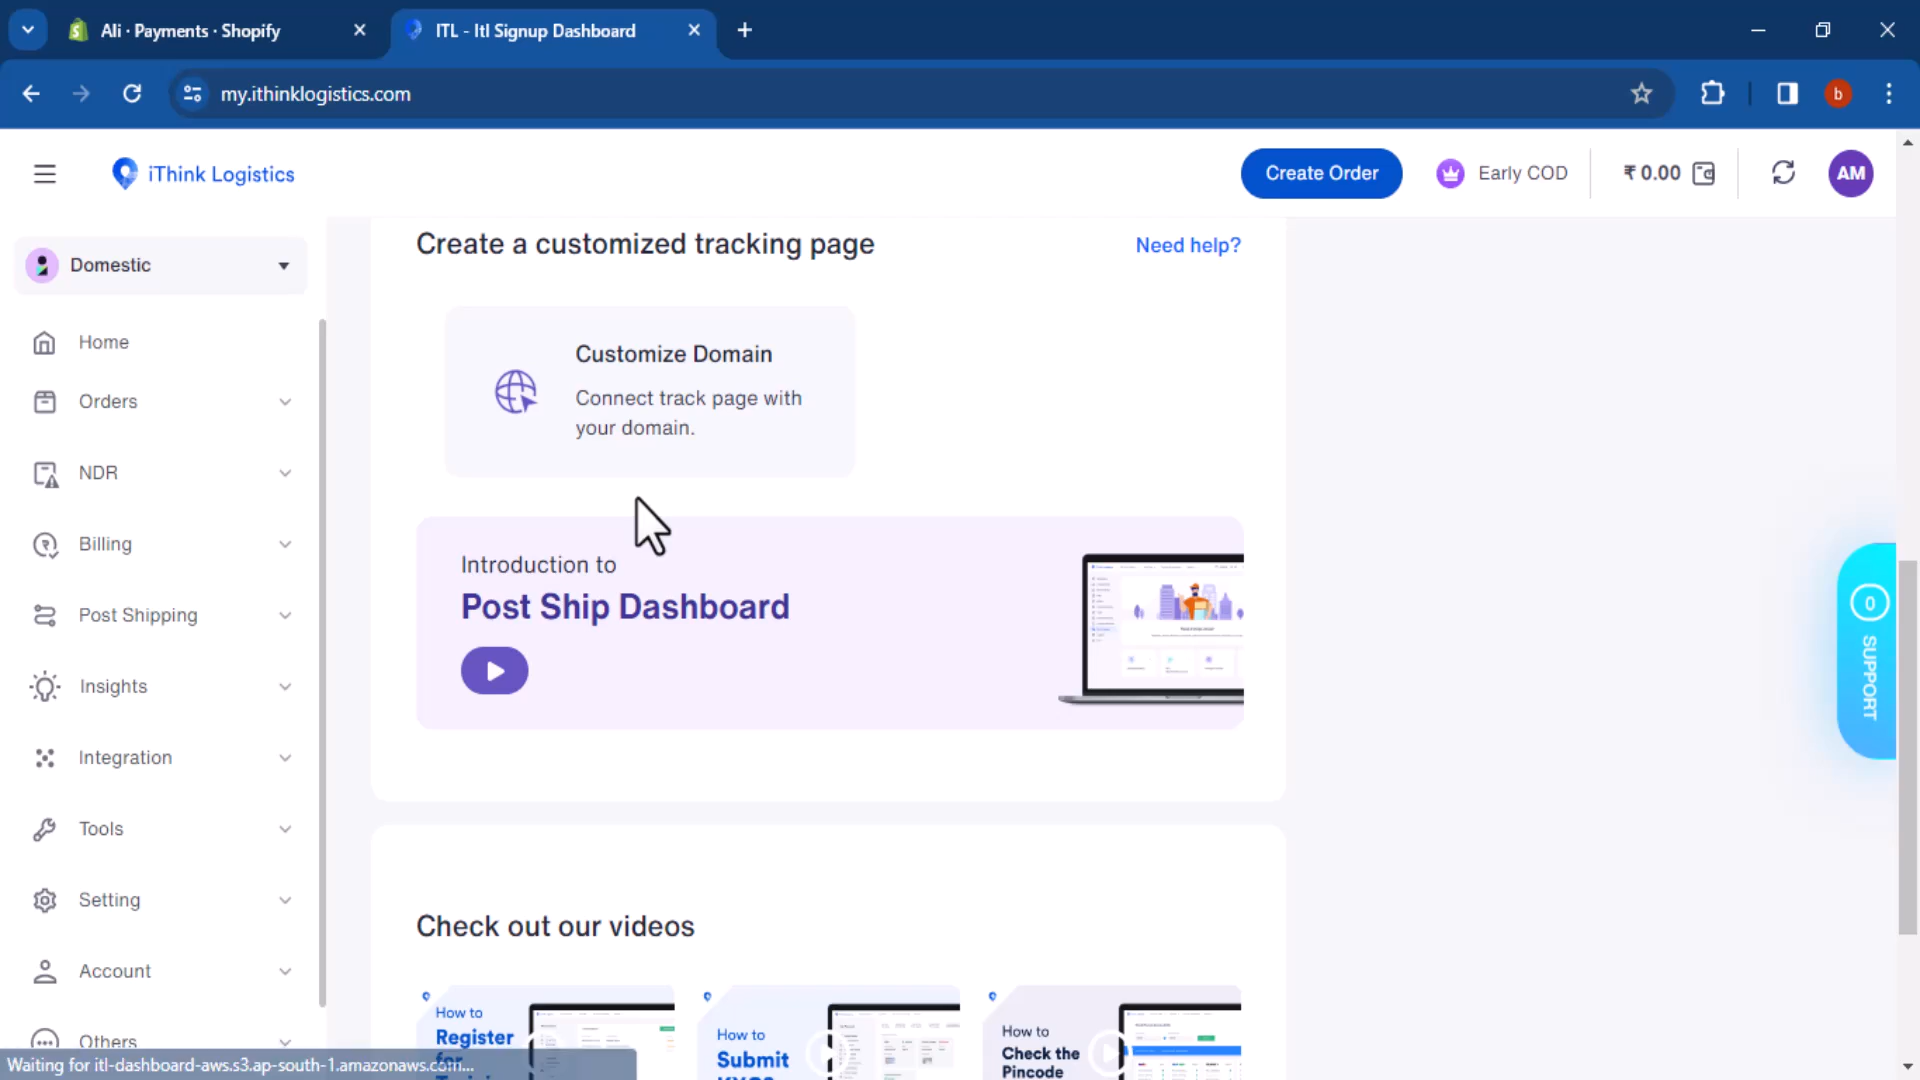 Ali · Payments · Shopify
ITL - Itl Signup Dashboard
my.ithinklogistics.com
b
iThink Logistics
Create Order
Early COD
₹ 0.00
AM
Domestic
Home
Orders
NDR
Billing
Post Shipping
Insights
Integration
Tools
Setting
Account
Others
Create a customized tracking page
Need help?
Customize Domain
Connect track page with
your domain.
Introduction to
Post Ship Dashboard
Check out our videos
How to
Register
for
How to
Submit
How to
Check the
Pincode
0
SUPPORT
Waiting for itl-dashboard-aws.s3.ap-south-1.amazonaws.com...